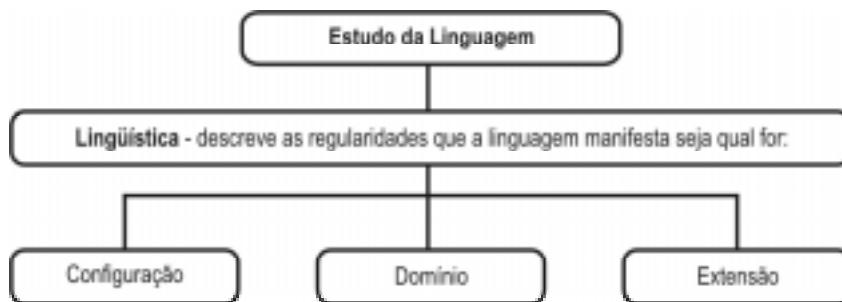 Estudo da Linguagem
Lingüística - descreve as regularidades que a linguagem manifesta seja qual for:
Configuração
Domínio
Extensão